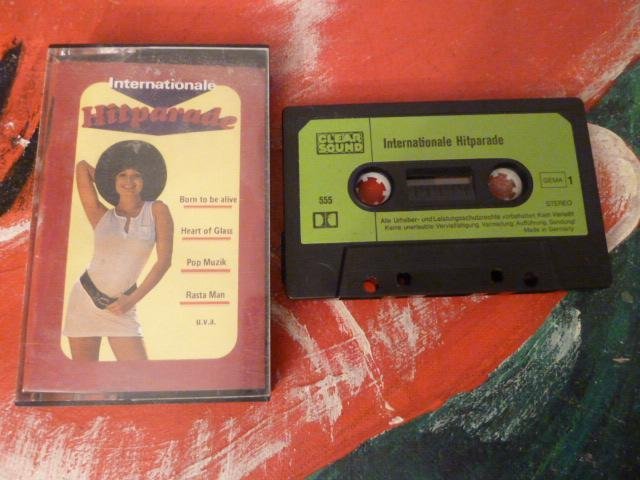 Internationale
Hitparade
Born to be alive
Heart of Glass
Pop Muzik
Rasta Man
u.v.a.
CLEAR
SOUND
Internationale Hitparade
555
GEMA 1
STEREO
Alle Urheber- und Leistungsschutzrechte vorbehalten. Kein Verleih!
Keine unerlaubte Vervielfältigung, Vermietung, Aufführung, Sendung!
Made in Germany